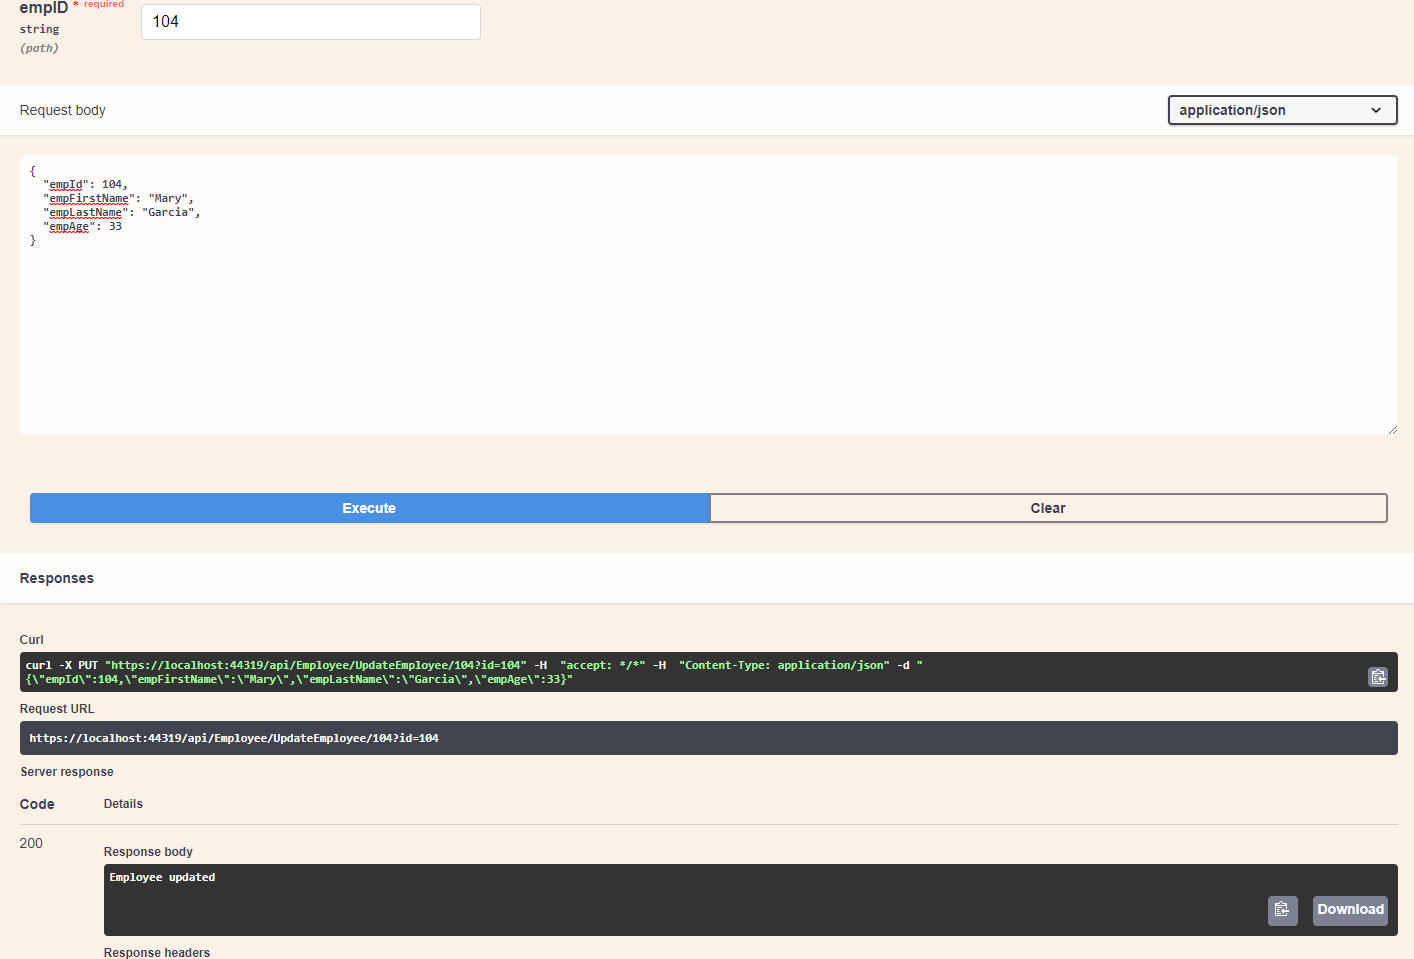 empID * required
104
string
(path)
Request body
application/json
{
"empId": 104,
"empFirstName": "Mary",
"empLastName": "Garcia",
"empAge": 33
}
Execute
Clear
Responses
Curl
curl -X PUT "https://localhost:44319/api/Employee/UpdateEmployee/104?id=104" -H  "accept: */*" -H  "Content-Type: application/json" -d "
{\"empId\":104,\"empFirstName\":\"Mary\",\"empLastName\":\"Garcia\",\"empAge\":33}"
Request URL
https://localhost:44319/api/Employee/UpdateEmployee/104?id=104
Server response
Code Details
200
Response body
Employee updated
Download
Response headers